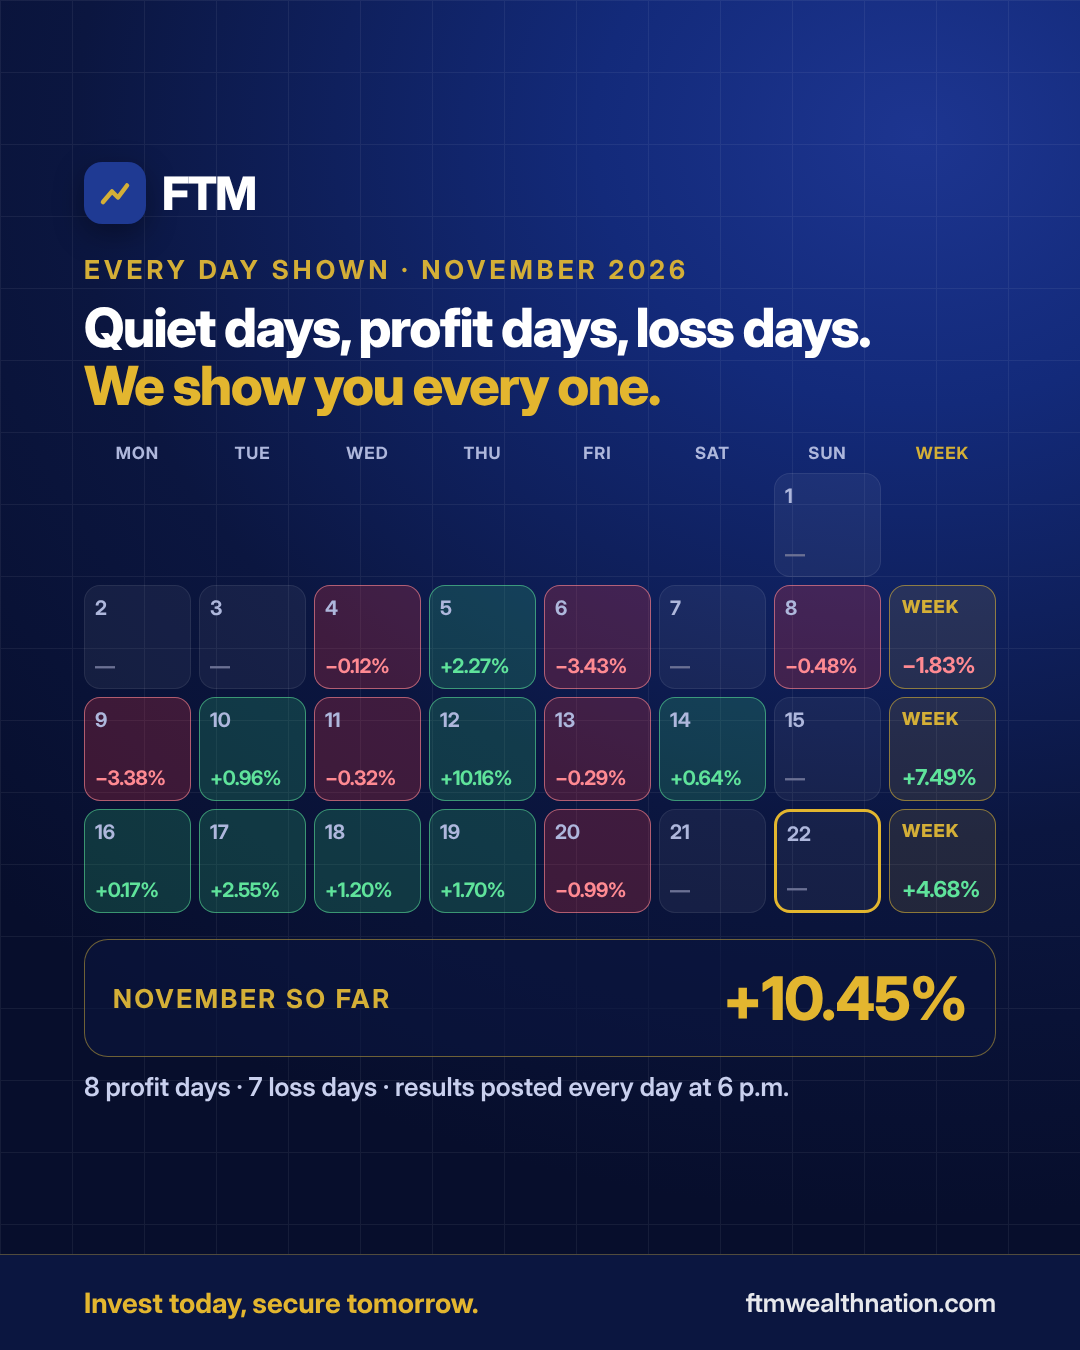 FTM
EVERY DAY SHOWN · NOVEMBER 2026
Quiet days, profit days, loss days.
We show you every one.
MON TUE WED THU FRI SAT SUN WEEK
1
—
2 3 4 5 6 7 8 WEEK
— — −0.12% +2.27% −3.43% — −0.48% −1.83%
9 10 11 12 13 14 15 WEEK
−3.38% +0.96% −0.32% +10.16% −0.29% +0.64% — +7.49%
16 17 18 19 20 21 22 WEEK
+0.17% +2.55% +1.20% +1.70% −0.99% — — +4.68%
NOVEMBER SO FAR +10.45%
8 profit days · 7 loss days · results posted every day at 6 p.m.
Invest today, secure tomorrow. ftmwealthnation.com